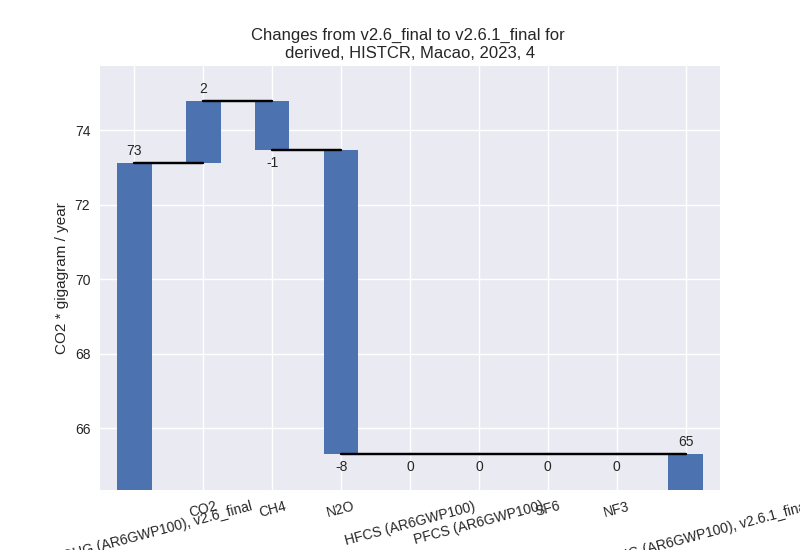 Changes from v2.6_final to v2.6.1_final for
derived, HISTCR, Macao, 2023, 4
CO2 * gigagram / year
74
72
70
68
66
73
2
-1
-8
0
0
0
0
65
(AR6GWP100), v2.6_final
CO2
CH4
N2O
HFCS (AR6GWP100)
PFCS (AR6GWP100)
SF6
NF3
(AR6GWP100), v2.6.1_final